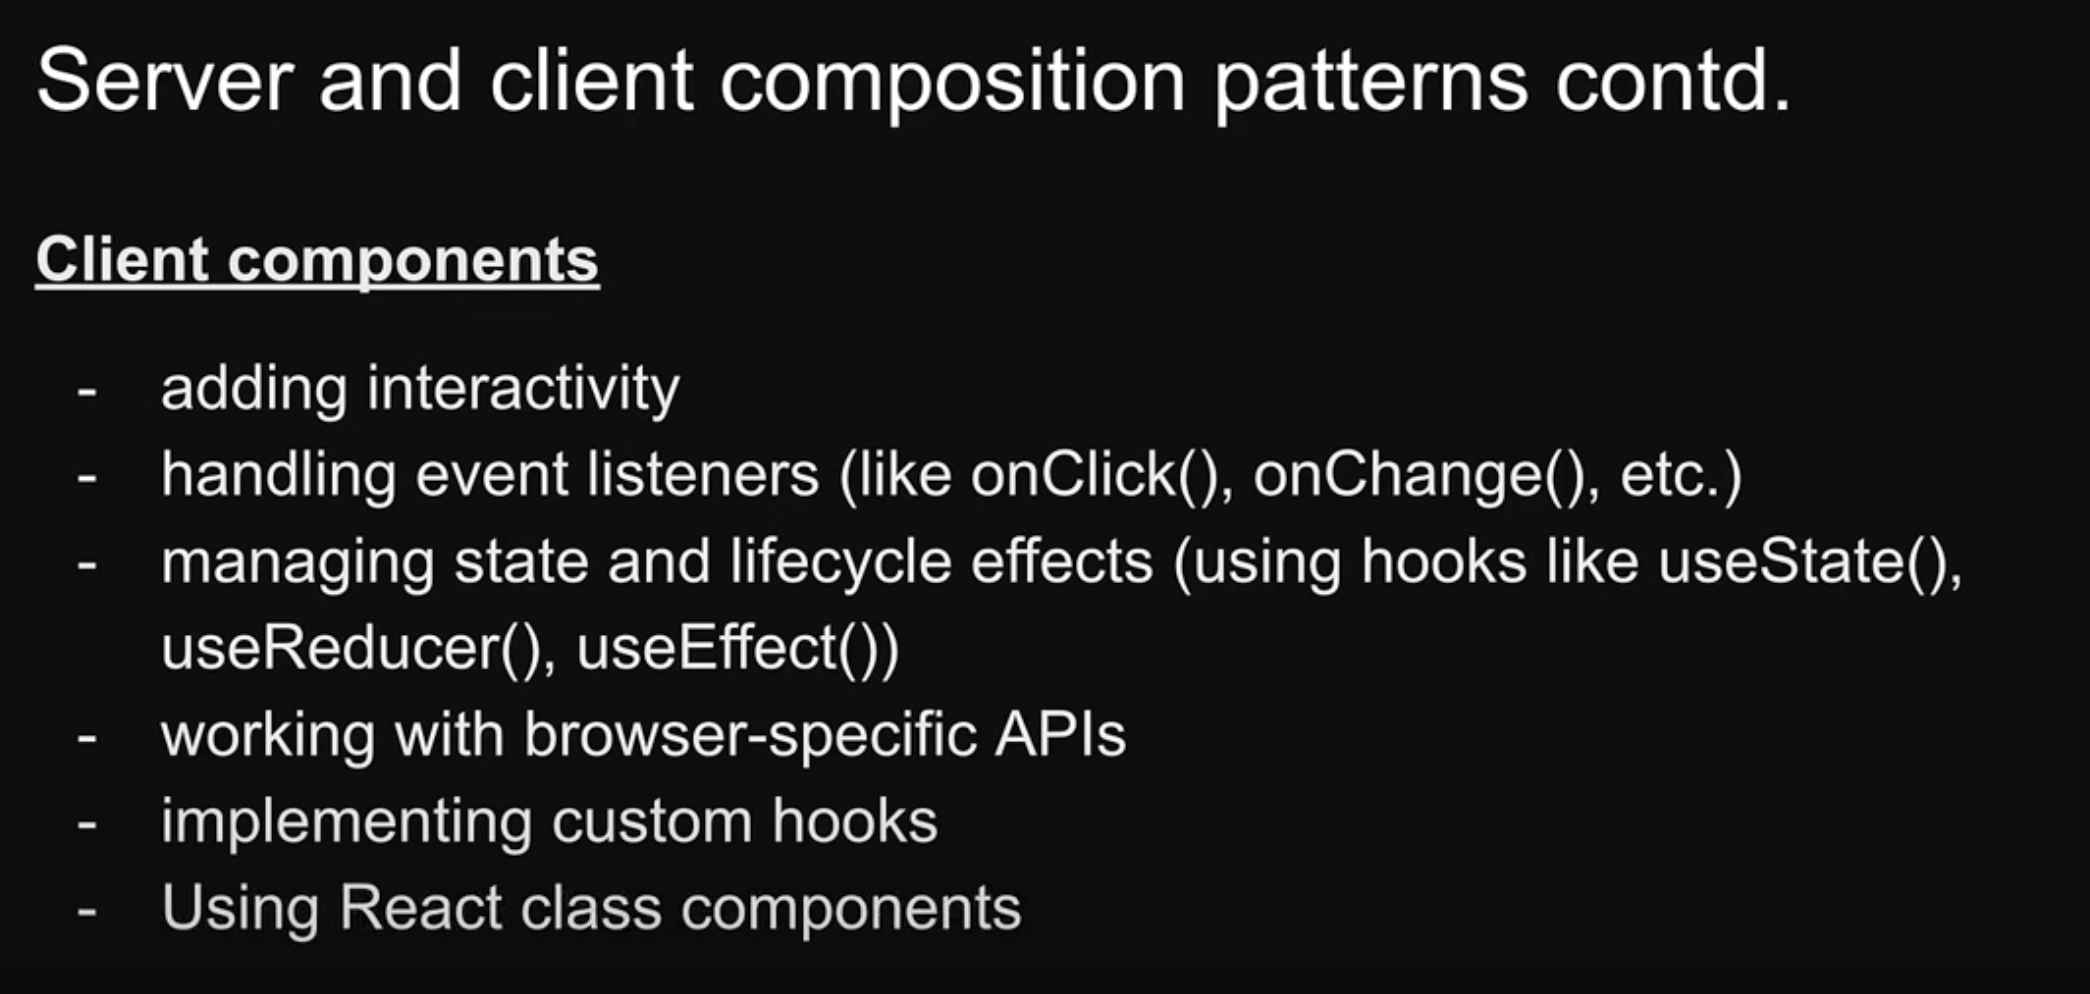 Server and client composition patterns contd.
Client components
- adding interactivity
- handling event listeners (like onClick(), onChange(), etc.)
- managing state and lifecycle effects (using hooks like useState(),
useReducer(), useEffect())
- working with browser-specific APIs
- implementing custom hooks
- Using React class components